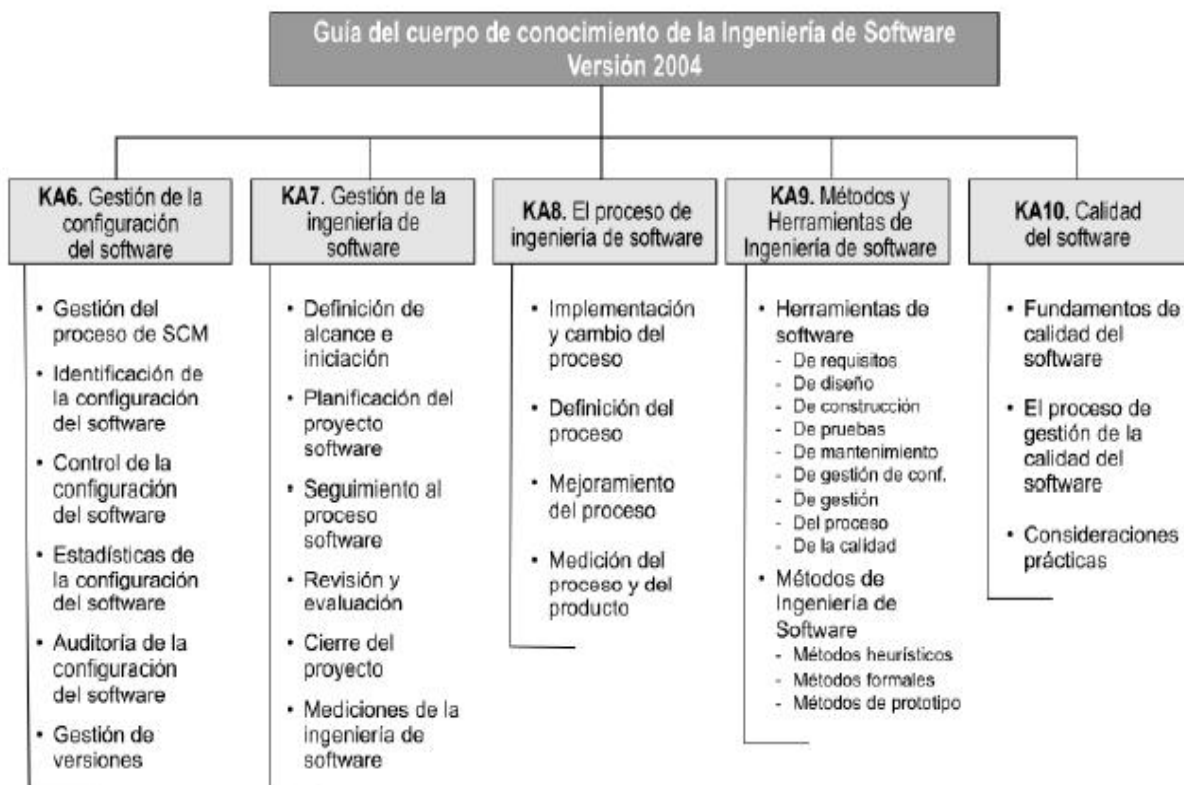 Guía del cuerpo de conocimiento de la Ingeniería de Software
Versión 2004
KA6. Gestión de la
configuración
del software
• Gestión del
proceso de SCM
• Identificación de
la configuración
del software
• Control de la
configuración
del software
• Estadísticas de
la configuración
del software
• Auditoría de la
configuración
del software
• Gestión de
versiones
KA7. Gestión de la
ingeniería de
software
• Definición de
alcance e
iniciación
• Planificación del
proyecto
software
• Seguimiento al
proceso
software
• Revisión y
evaluación
• Cierre del
proyecto
• Mediciones de la
ingeniería de
software
KA8. El proceso de
ingeniería de software
• Implementación
y cambio del
proceso
• Definición del
proceso
• Mejoramiento
del proceso
• Medición del
proceso y del
producto
KA9. Métodos y
Herramientas de
Ingeniería de software
• Herramientas de
software
- De requisitos
- De diseño
- De construcción
- De pruebas
- De mantenimiento
- De gestión de conf.
- De gestión
- Del proceso
- De la calidad
• Métodos de
Ingeniería de
Software
- Métodos heurísticos
- Métodos formales
- Métodos de prototipo
KA10. Calidad
del software
• Fundamentos de
calidad del
software
• El proceso de
gestión de la
calidad del
software
• Consideraciones
prácticas